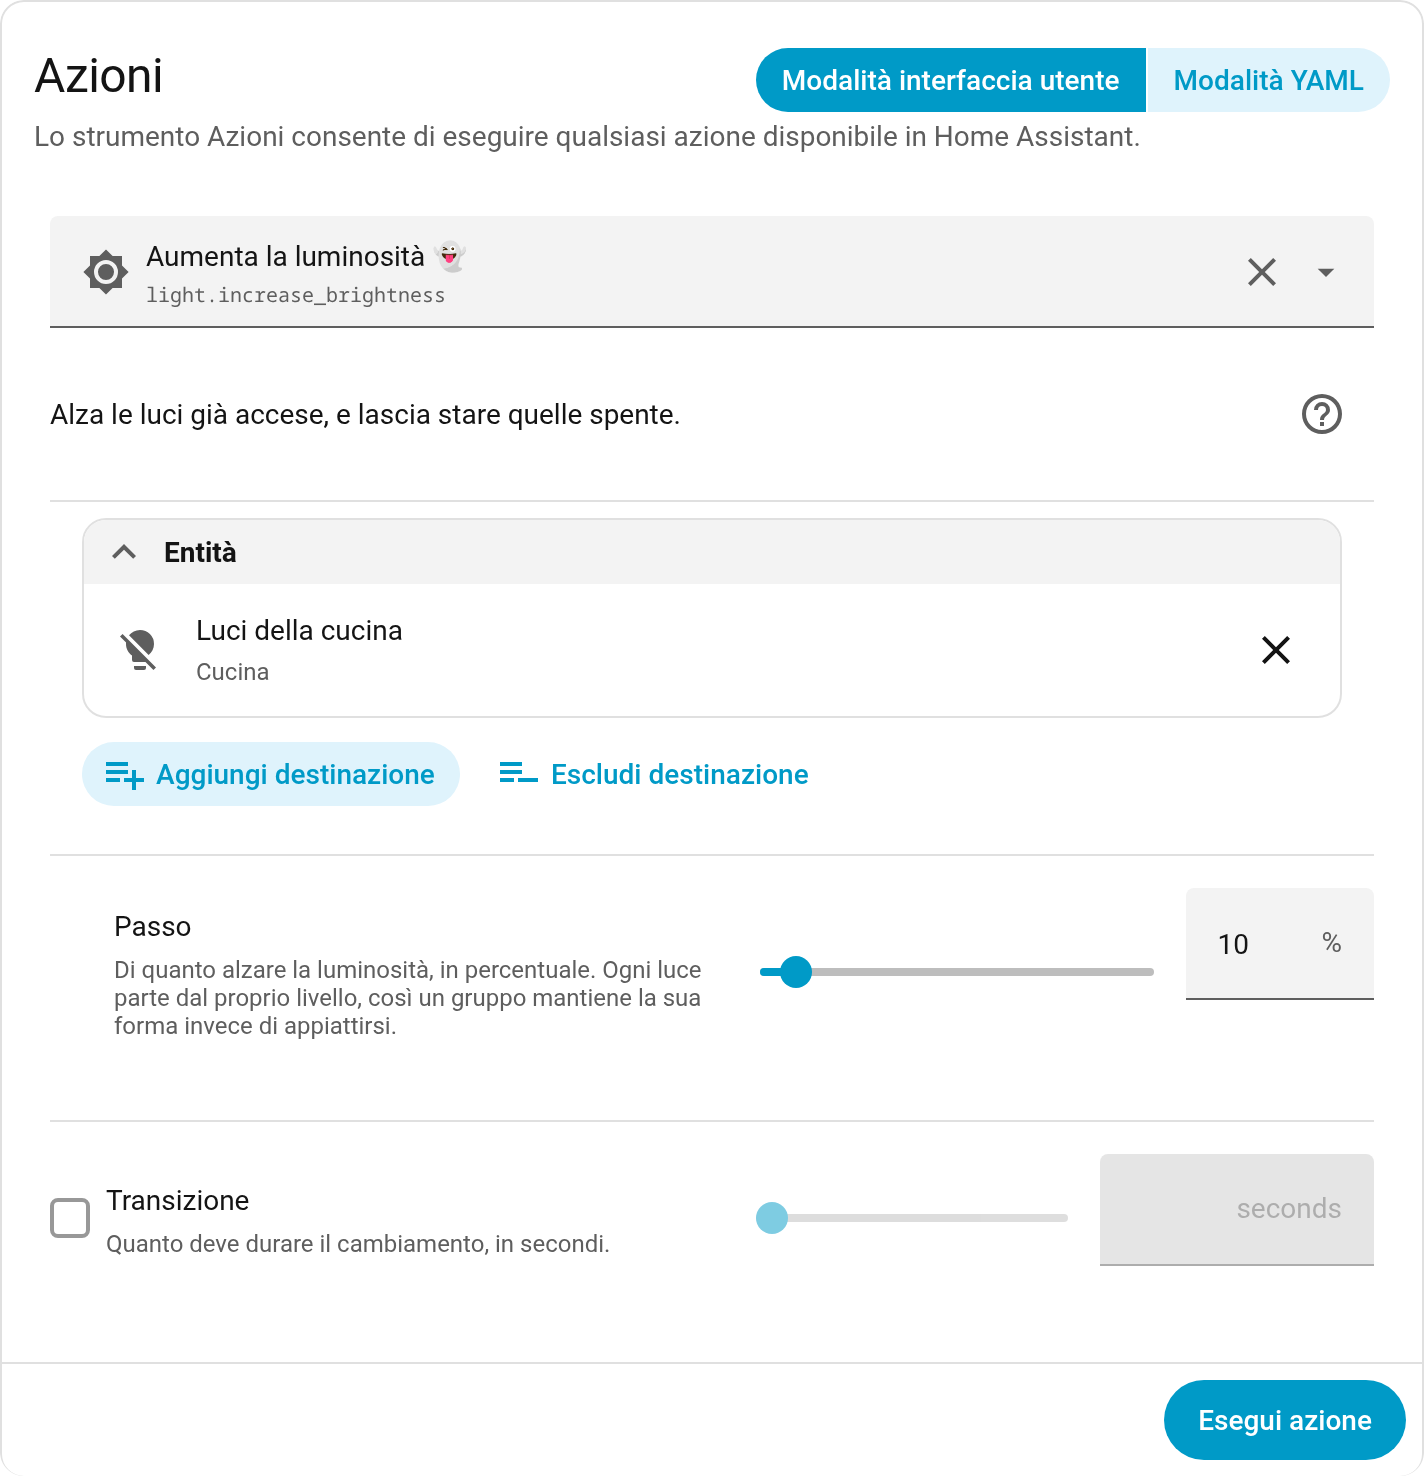 Azioni
Modalità interfaccia utente
Modalità YAML
Lo strumento Azioni consente di eseguire qualsiasi azione disponibile in Home Assistant.
Aumenta la luminosità 👻
light.increase_brightness
Alza le luci già accese, e lascia stare quelle spente.
Entità
Luci della cucina
Cucina
Aggiungi destinazione
Escludi destinazione
Passo
Di quanto alzare la luminosità, in percentuale. Ogni luce
parte dal proprio livello, così un gruppo mantiene la sua
forma invece di appiattirsi.
10 %
Transizione
Quanto deve durare il cambiamento, in secondi.
seconds
Esegui azione